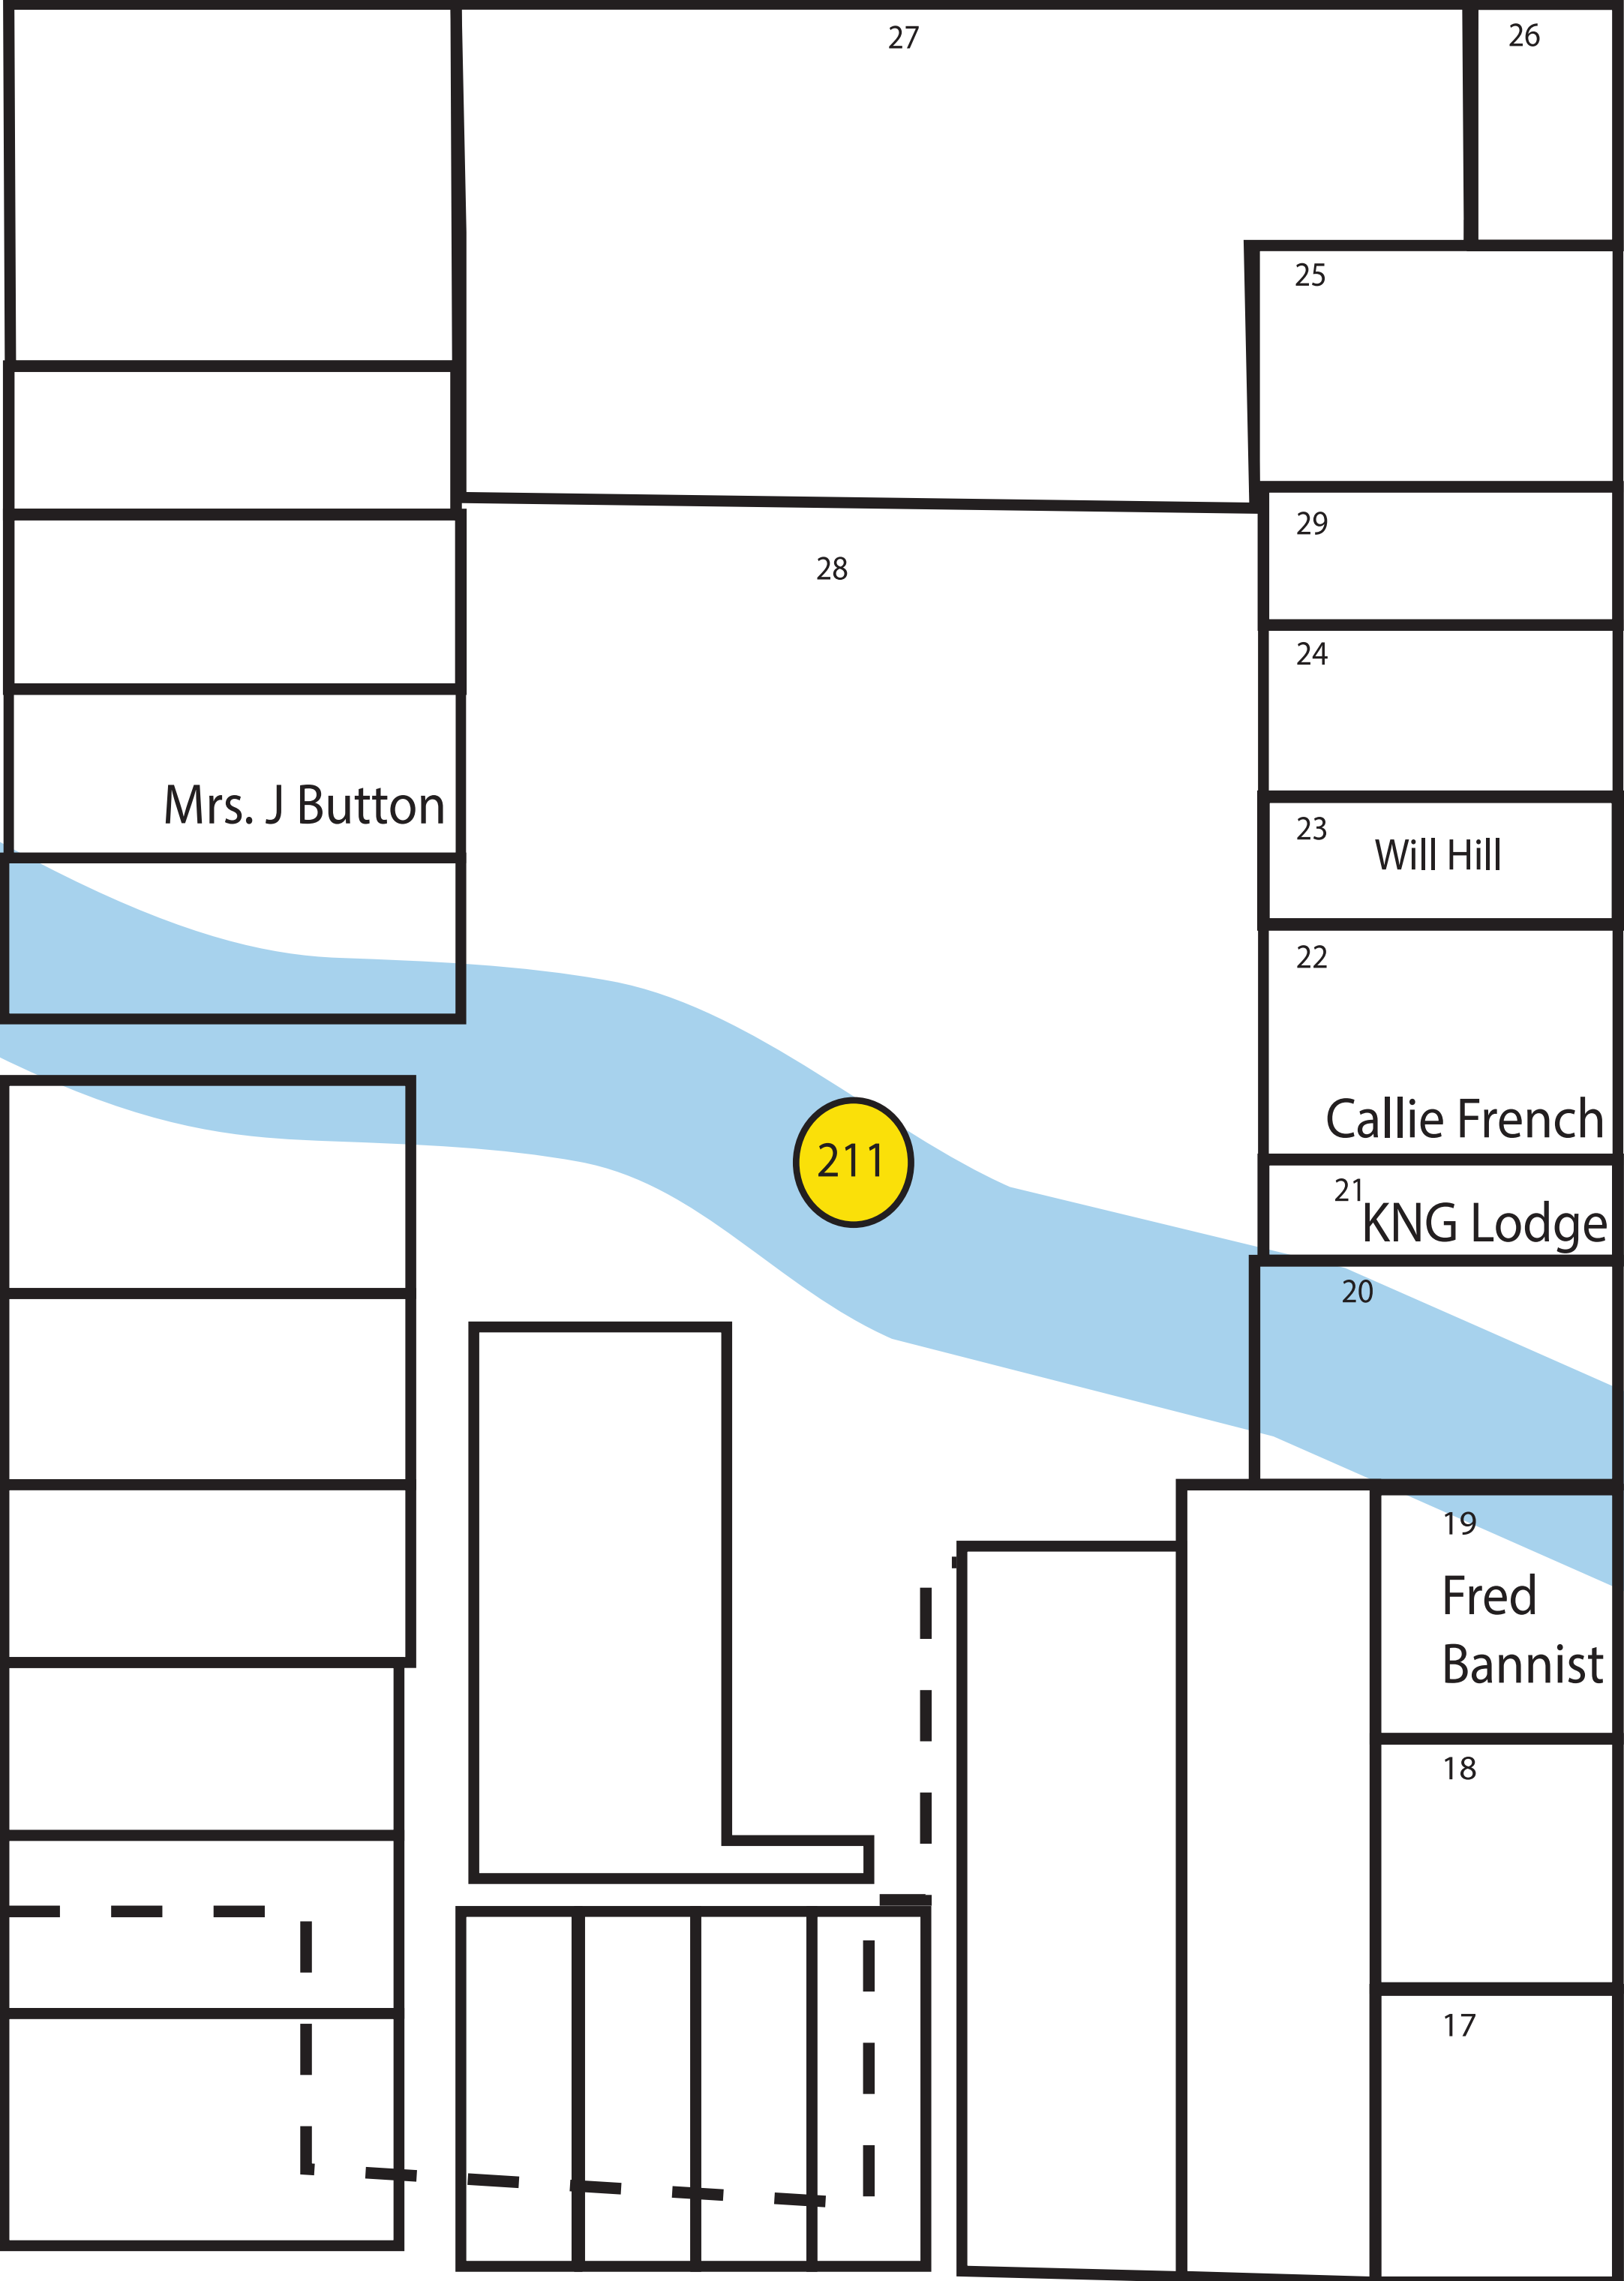 27
26
25
29
28
24
Mrs. J Button
23
Will Hill
22
Callie French
211
21
KNG Lodge
20
19
Fred
Bannist
18
17